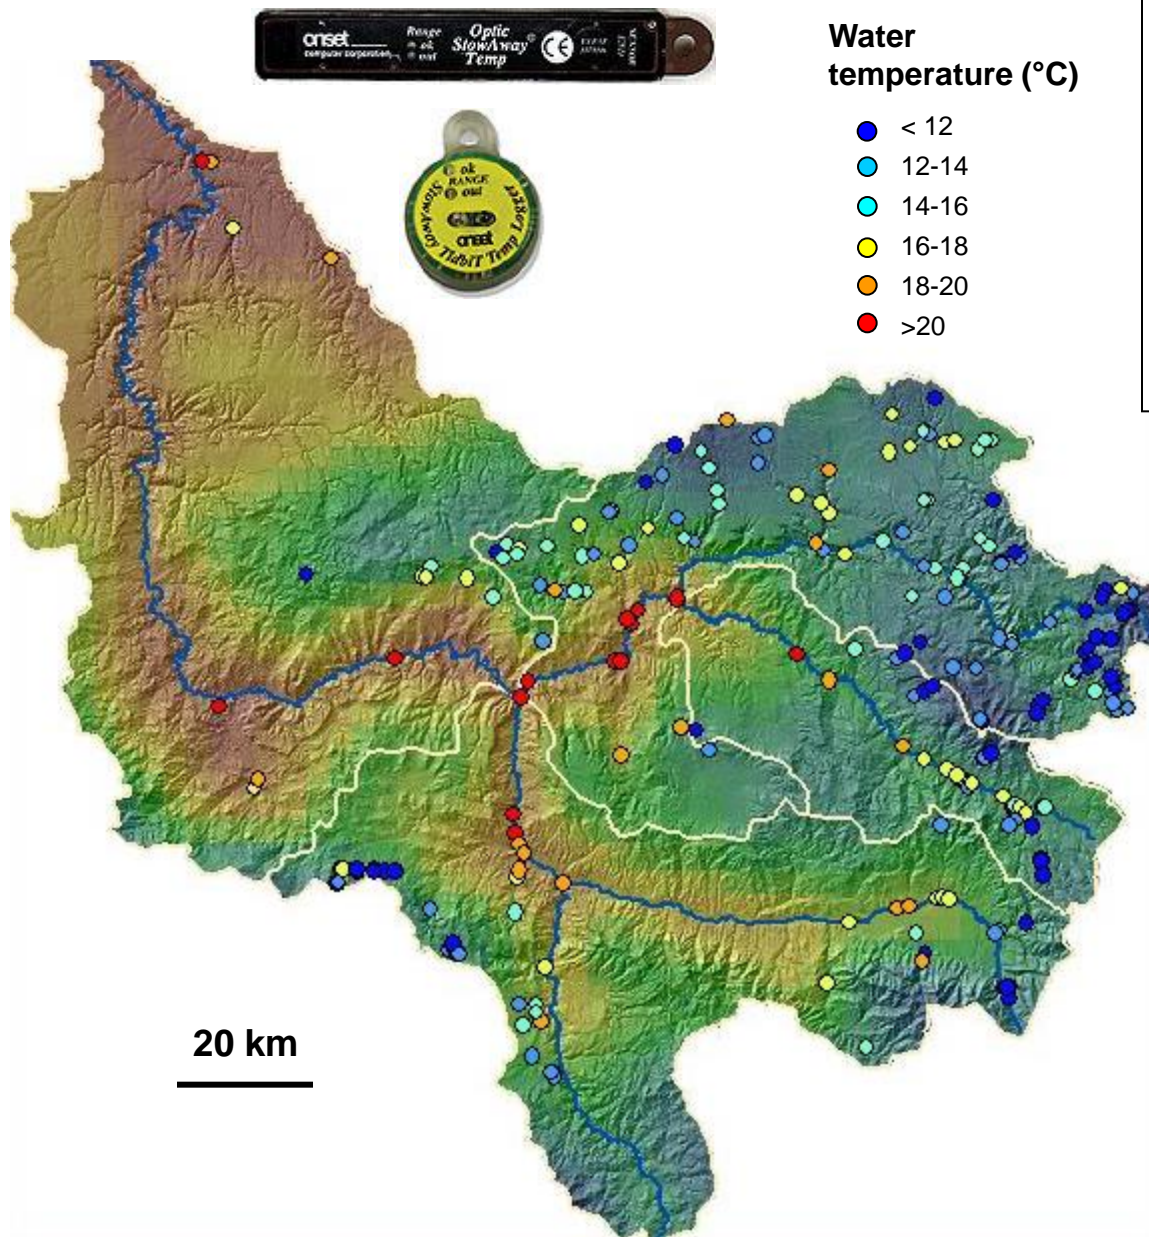 onset
computer corporation
Range
ok
out
Optic
StowAway
Temp
CE
ok
RANGE
out
onset
StowAway TidbiT Temp Logger
Water
temperature (°C)
< 12
12-14
14-16
16-18
18-20
>20
20 km